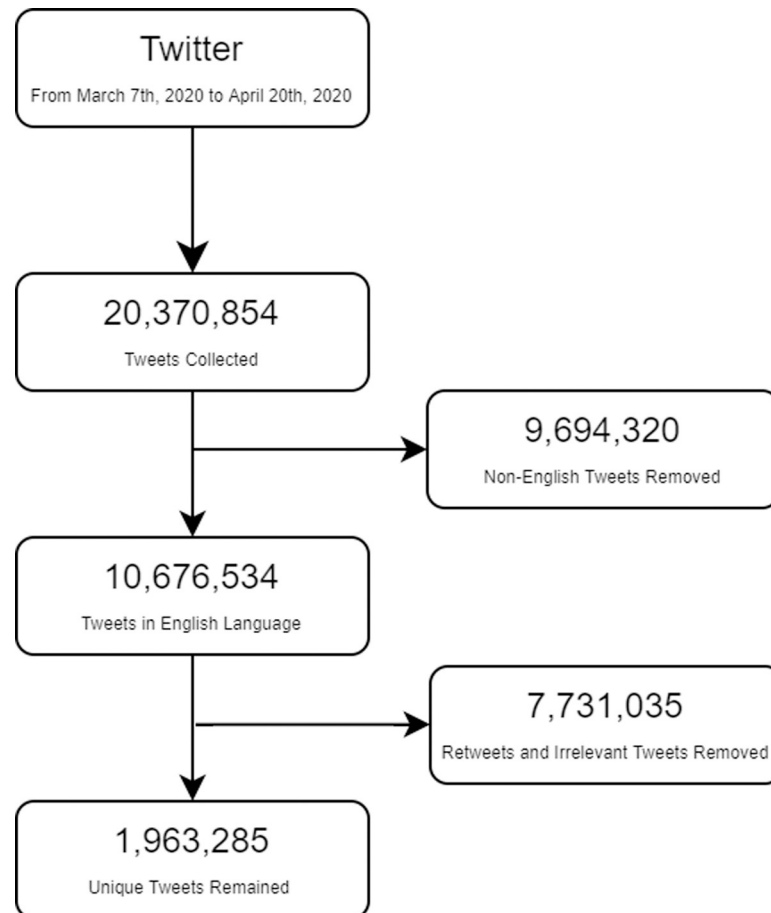 Twitter
From March 7th, 2020 to April 20th, 2020
20,370,854
Tweets Collected
9,694,320
Non-English Tweets Removed
10,676,534
Tweets in English Language
7,731,035
Retweets and Irrelevant Tweets Removed
1,963,285
Unique Tweets Remained